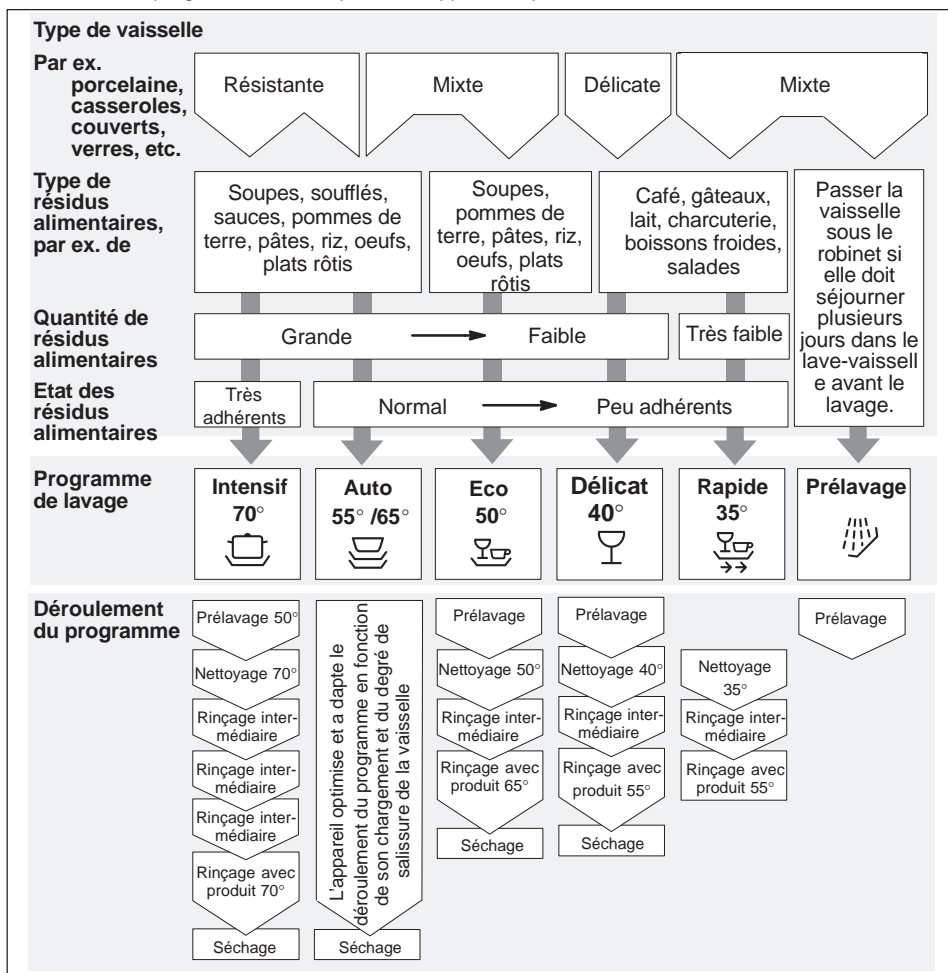 Type de vaisselle
Par ex.
porcelaine,
casseroles,
couverts,
verres, etc.
Résistante
Mixte
Délicate
Mixte
Type de
résidus
alimentaires,
par ex. de
Soupes, soufflés,
sauces, pommes de
terre, pâtes, riz, oeufs,
plats rôtis
Soupes,
pommes de
terre, pâtes, riz,
oeufs, plats
rôtis
Café, gâteaux,
lait, charcuterie,
boissons froides,
salades
Passer la
vaisselle
sous le
robinet si
elle doit
séjourner
plusieurs
jours dans le
lave-vaissell
e avant le
lavage.
Quantité de
résidus
alimentaires
Grande
Faible
Très faible
Etat des
résidus
alimentaires
Très
adhérents
Normal
Peu adhérents
Programme
de lavage
Intensif
70°
Auto
55° /65°
Eco
50°
Délicat
40°
Rapide
35°
Prélavage
Déroulement
du programme
Prélavage 50°
Nettoyage 70°
Rinçage inter-
médiaire
Rinçage inter-
médiaire
Rinçage inter-
médiaire
Rinçage avec
produit 70°
Séchage
L'appareil optimise et a dapte le
déroulement du programme en fonction
de son chargement et du degré de
salissure de la vaisselle
Séchage
Prélavage
Nettoyage 50°
Rinçage inter-
médiaire
Rinçage avec
produit 65°
Séchage
Prélavage
Nettoyage 40°
Rinçage inter-
médiaire
Rinçage avec
produit 55°
Séchage
Nettoyage
35°
Rinçage inter-
médiaire
Rinçage avec
produit 55°
Prélavage